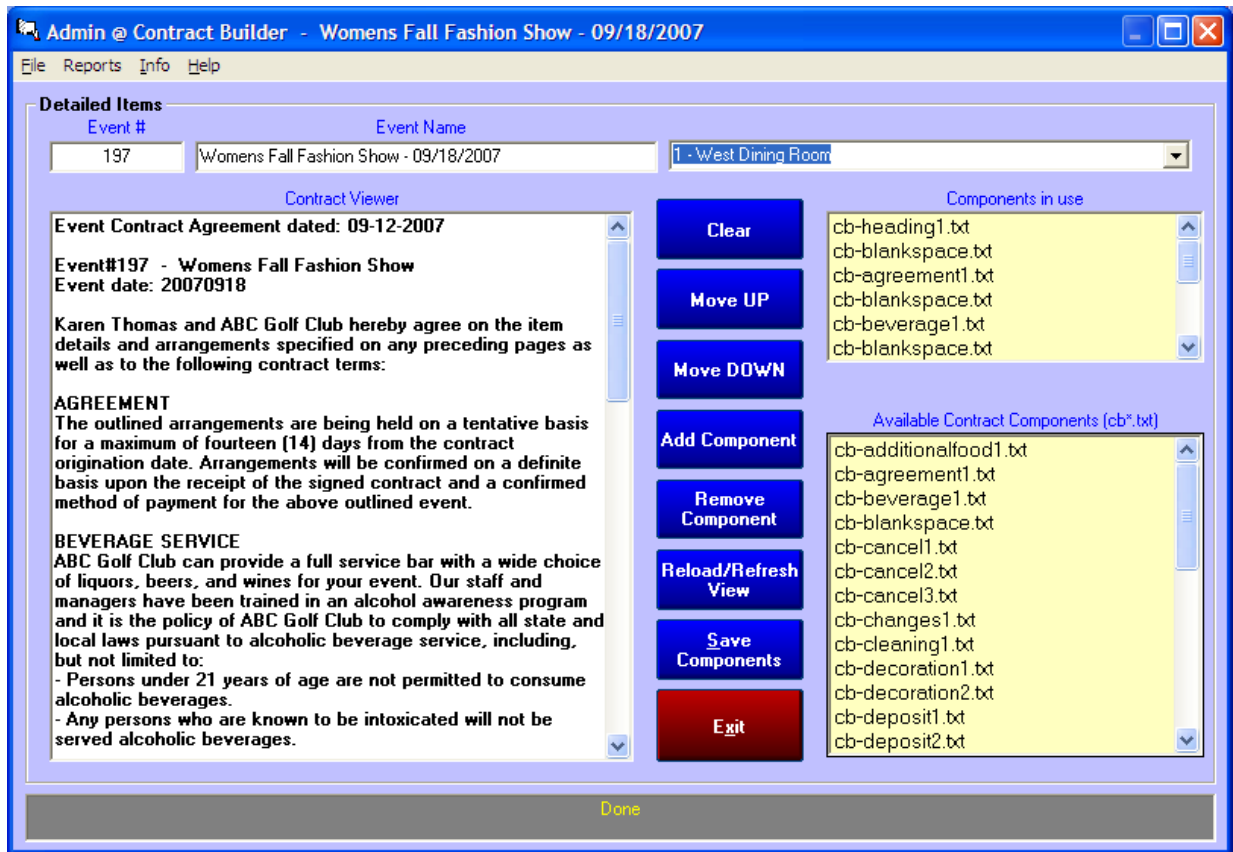 Admin @ Contract Builder - Womens Fall Fashion Show - 09/18/2007
File Reports Info Help
Detailed Items
Event #
Event Name
197
Womens Fall Fashion Show - 09/18/2007
1 - West Dining Room
Contract Viewer
Event Contract Agreement dated: 09-12-2007
Event#197 - Womens Fall Fashion Show
Event date: 20070918
Karen Thomas and ABC Golf Club hereby agree on the item
details and arrangements specified on any preceding pages as
well as to the following contract terms:
AGREEMENT
The outlined arrangements are being held on a tentative basis
for a maximum of fourteen (14) days from the contract
origination date. Arrangements will be confirmed on a definite
basis upon the receipt of the signed contract and a confirmed
method of payment for the above outlined event.
BEVERAGE SERVICE
ABC Golf Club can provide a full service bar with a wide choice
of liquors, beers, and wines for your event. Our staff and
managers have been trained in an alcohol awareness program
and it is the policy of ABC Golf Club to comply with all state and
local laws pursuant to alcoholic beverage service, including,
but not limited to:
- Persons under 21 years of age are not permitted to consume
alcoholic beverages.
- Any persons who are known to be intoxicated will not be
served alcoholic beverages.
Clear
Move UP
Move DOWN
Add Component
Remove
Component
Reload/Refresh
View
Save
Components
Exit
Components in use
cb-heading1.txt
cb-blankspace.txt
cb-agreement1.txt
cb-blankspace.txt
cb-beverage1.txt
cb-blankspace.txt
Available Contract Components (cb*.txt)
cb-additionalfood1.txt
cb-agreement1.txt
cb-beverage1.txt
cb-blankspace.txt
cb-cancel1.txt
cb-cancel2.txt
cb-cancel3.txt
cb-changes1.txt
cb-cleaning1.txt
cb-decoration1.txt
cb-decoration2.txt
cb-deposit1.txt
cb-deposit2.txt
Done